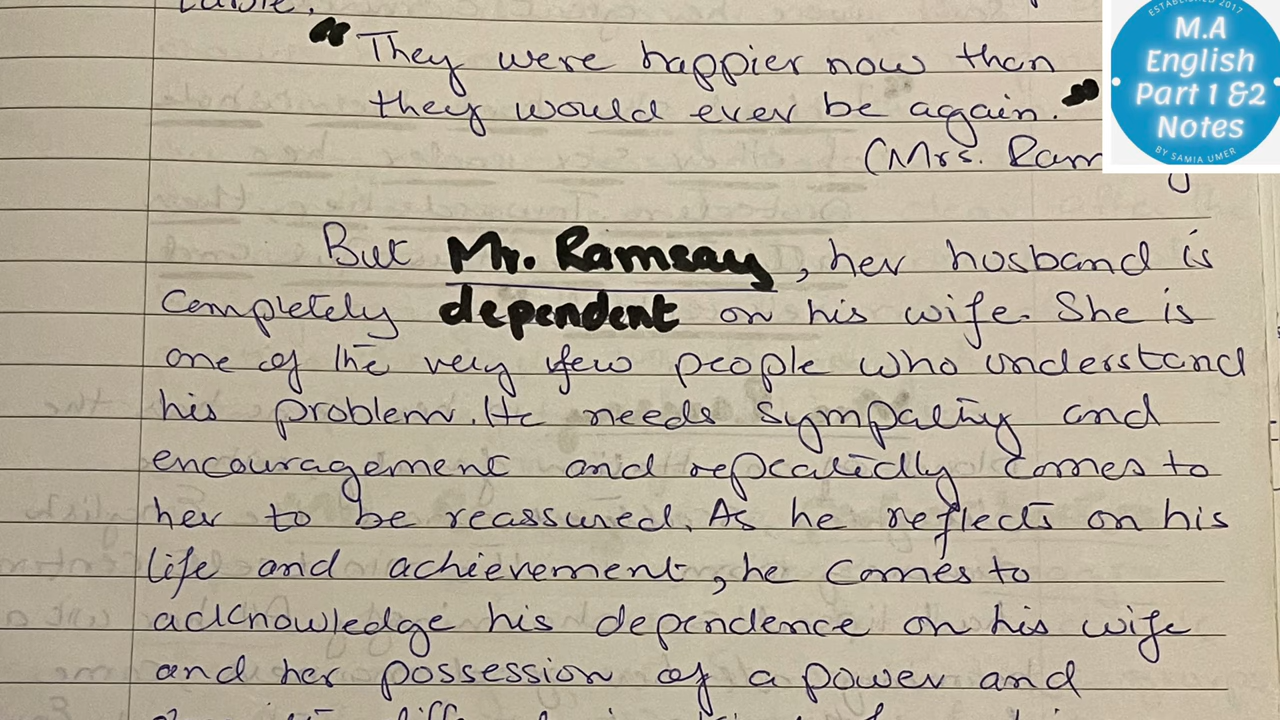 "They were happier now than
they would ever be again."
(Mrs.
But Mr. Ramsay, her husband is
completely dependent on his wife. She is
one of the very few people who understand
his problem. He needs sympathy and
encouragement and repeatedly comes to
her to be reassured. As he reflects on his
life and achievement, he comes to
acknowledge his dependence on his wife
and her possession of a power and
ESTABLISHED 2017
M.A
English
Part 1 &2
Notes
BY SAMIA UMER